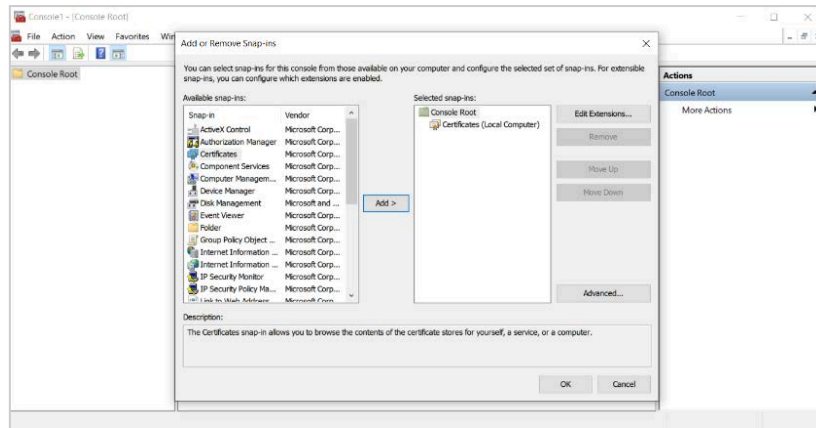 Console1 - [Console Root]
File Action View Favorites Win
Add or Remove Snap-ins
You can select snap-ins for this console from those available on your computer and configure the selected set of snap-ins. For extensible
snap-ins, you can configure which extensions are enabled.
Available snap-ins:
Selected snap-ins:
Snap-in Vendor
ActiveX Control Microsoft Corp...
Authorization Manager Microsoft Corp...
Certificates Microsoft Corp...
Component Services Microsoft Corp...
Computer Managem... Microsoft Corp...
Device Manager Microsoft Corp...
Disk Management Microsoft and ...
Event Viewer Microsoft Corp...
Folder Microsoft Corp...
Group Policy Object ... Microsoft Corp...
Internet Information ... Microsoft Corp...
Internet Information ... Microsoft Corp...
IP Security Monitor Microsoft Corp...
IP Security Policy Ma... Microsoft Corp...
Link to Web Address Microsoft Corp
Add >
Console Root
Certificates (Local Computer)
Edit Extensions...
Remove
Move Up
Move Down
Advanced...
Description:
The Certificates snap-in allows you to browse the contents of the certificate stores for yourself, a service, or a computer.
OK Cancel
Console Root
Actions
Console Root
More Actions